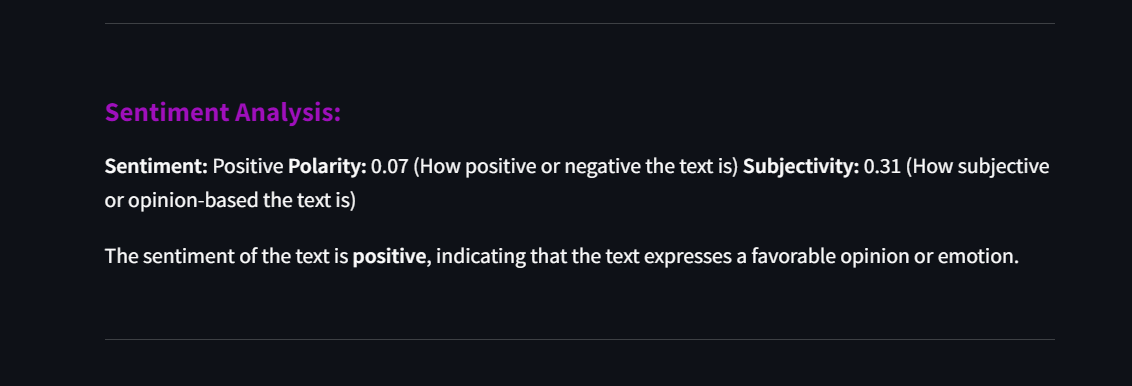 Sentiment Analysis:
Sentiment: Positive Polarity: 0.07 (How positive or negative the text is) Subjectivity: 0.31 (How subjective
or opinion-based the text is)
The sentiment of the text is positive, indicating that the text expresses a favorable opinion or emotion.